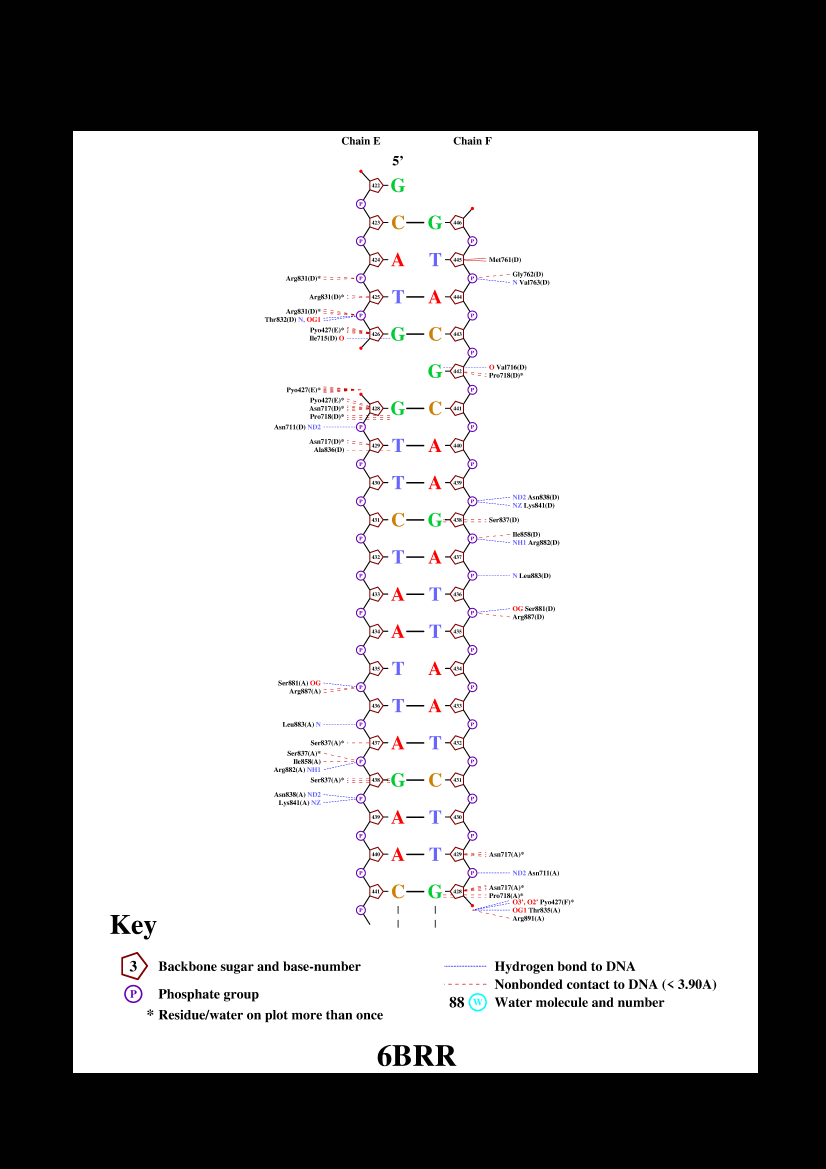 Chain E Chain F
5’
422 G
P
423 C G 446
P P
424 A T 445 Met761(D)
Arg831(D)* P P Gly762(D)
N Val763(D)
Arg831(D)* 425 T A 444
Arg831(D)* P P
Thr832(D) N, OG1
Pyo427(E)* 426 G C 443
Ile715(D) O
P
G 442 O Val716(D)
Pro718(D)*
Pyo427(E)* P
Pyo427(E)* 428 G C 441
Asn717(D)*
Pro718(D)*
Asn711(D) ND2 P P
Asn717(D)* 429 T A 440
Ala836(D)
P P
430 T A 439
P P ND2 Asn838(D)
NZ Lys841(D)
431 C G 438 Ser837(D)
P P Ile858(D)
NH1 Arg882(D)
432 T A 437
P P N Leu883(D)
433 A T 436
P P OG Ser881(D)
Arg887(D)
434 A T 435
P P
435 T A 434
Ser881(A) OG P P
Arg887(A)
436 T A 433
Leu883(A) N P P
Ser837(A)* 437 A T 432
Ser837(A)* P P
Ile858(A)
Arg882(A) NH1
Ser837(A)* 438 G C 431
Asn838(A) ND2 P P
Lys841(A) NZ
439 A T 430
P P
440 A T 429 Asn717(A)*
P P ND2 Asn711(A)
441 C G 428 Asn717(A)*
Pro718(A)*
O3', O2' Pyo427(F)*
P OG1 Thr835(A)
Arg891(A)
Key
3 Backbone sugar and base-number
P Phosphate group
* Residue/water on plot more than once
Hydrogen bond to DNA
Nonbonded contact to DNA (< 3.90A)
88 W Water molecule and number
6BRR